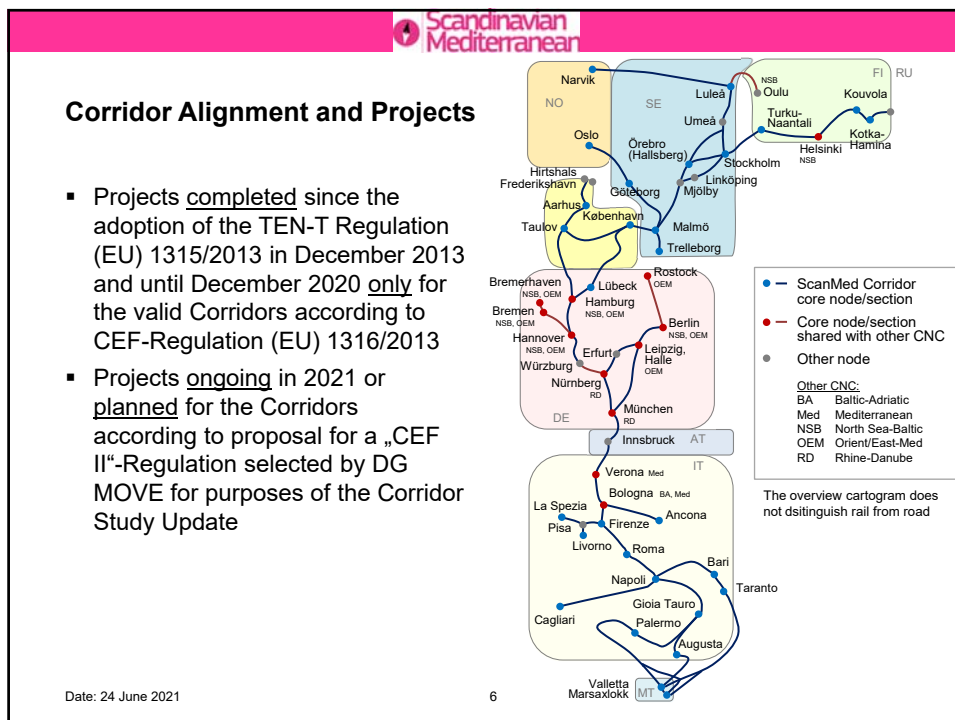 Scandinavian
Mediterranean
Corridor Alignment and Projects
▪ Projects completed since the
adoption of the TEN-T Regulation
(EU) 1315/2013 in December 2013
and until December 2020 only for
the valid Corridors according to
CEF-Regulation (EU) 1316/2013
▪ Projects ongoing in 2021 or
planned for the Corridors
according to proposal for a „CEF
II“-Regulation selected by DG
MOVE for purposes of the Corridor
Study Update
NO
SE
FI
RU
Narvik
Luleå
NSB
Oulu
Kouvola
Umeå
Turku-
Naantali
Kotka-
Hamina
Helsinki
NSB
Oslo
Örebro
(Hallsberg)
Stockholm
Linköping
Mjölby
Hirtshals
Frederikshavn
Göteborg
Aarhus
København
Taulov
Malmö
Trelleborg
Rostock
OEM
Bremerhaven
NSB, OEM
Lübeck
Hamburg
NSB, OEM
Bremen
NSB, OEM
Berlin
NSB, OEM
Hannover
NSB, OEM
Erfurt
Leipzig,
Halle
OEM
Würzburg
Nürnberg
RD
München
RD
DE
Innsbruck
AT
IT
Verona Med
Bologna BA, Med
La Spezia
Ancona
Pisa
Firenze
Livorno
Roma
Bari
Napoli
Taranto
Gioia Tauro
Cagliari
Palermo
Augusta
Valletta
Marsaxlokk
MT
ScanMed Corridor
core node/section
Core node/section
shared with other CNC
Other node
Other CNC:
BA Baltic-Adriatic
Med Mediterranean
NSB North Sea-Baltic
OEM Orient/East-Med
RD Rhine-Danube
The overview cartogram does
not dsitinguish rail from road
Date: 24 June 2021
6